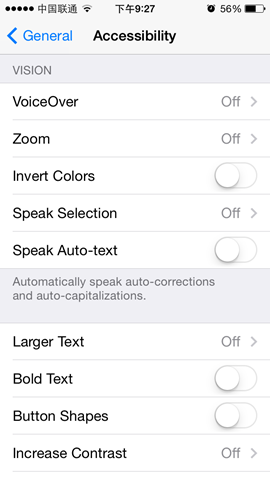 中国联通 下午9:27 56%
General Accessibility
VISION
VoiceOver Off
Zoom Off
Invert Colors
Speak Selection Off
Speak Auto-text
Automatically speak auto-corrections
and auto-capitalizations.
Larger Text Off
Bold Text
Button Shapes
Increase Contrast Off